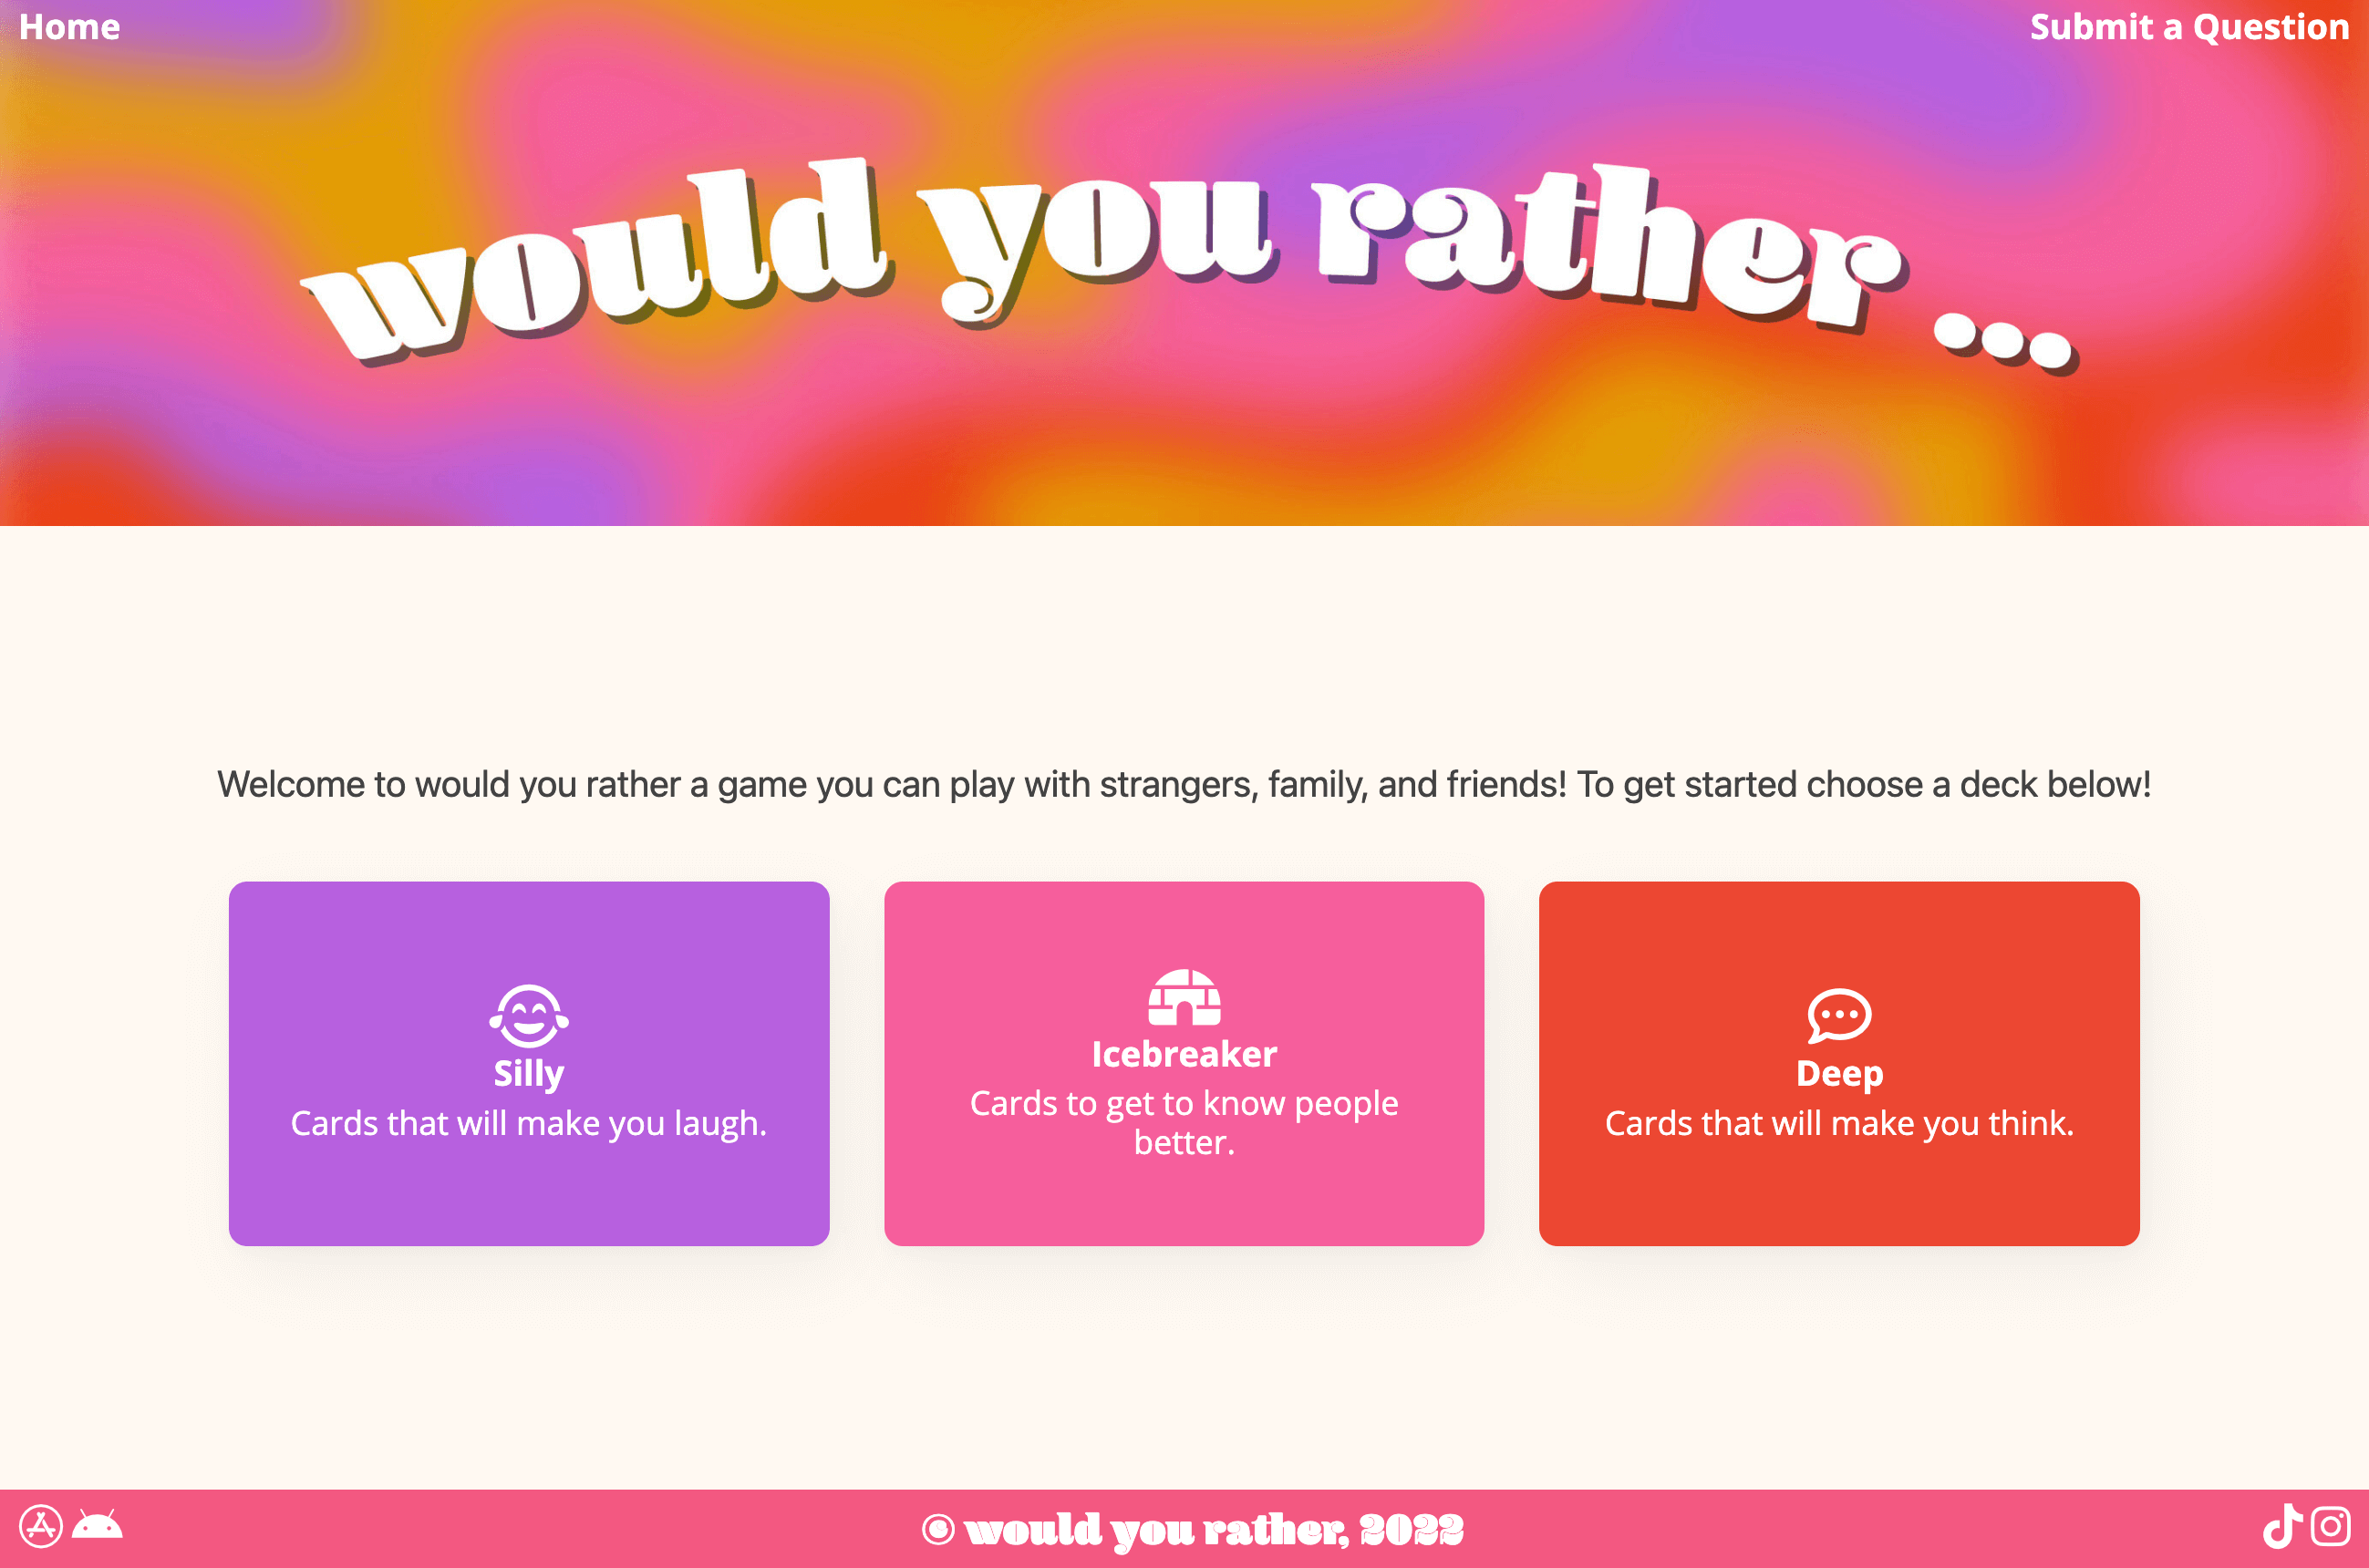 Home
Submit a Question
would you rather ...
Welcome to would you rather a game you can play with strangers, family, and friends! To get started choose a deck below!
Silly
Cards that will make you laugh.
Icebreaker
Cards to get to know people
better.
Deep
Cards that will make you think.
© would you rather, 2022